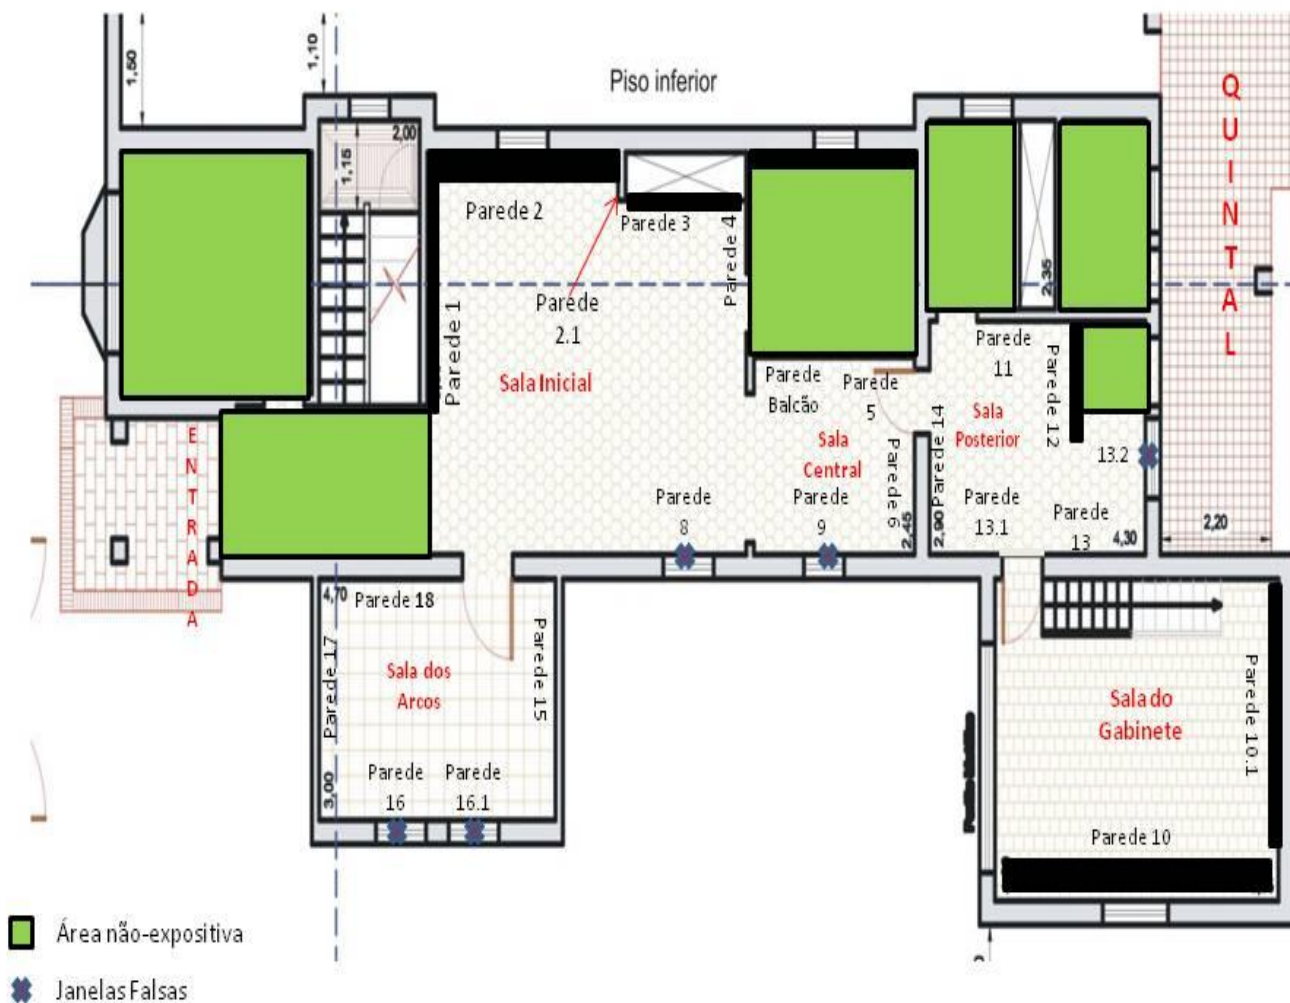 Piso inferior
1,50
1,10
2,00
1,15
2,35
QUINTAL
Parede 2
Parede 3
Parede 4
Parede
2.1
Parede 1
Sala Inicial
Parede
Balcão
Parede
5
Parede
11
Parede 12
Sala
Posterior
Parede 14
Sala
Central
Parede 6
13.2
Parede
8
Parede
9
2,45
2,90
Parede
13.1
Parede
13
4,30
2,20
ENTRADA
4,70
Parede 18
Parede 17
Sala dos
Arcos
Parede 15
3,00
Parede
16
Parede
16.1
Sala do
Gabinete
Parede 10.1
Parede 10
Área não-expositiva
Janelas Falsas